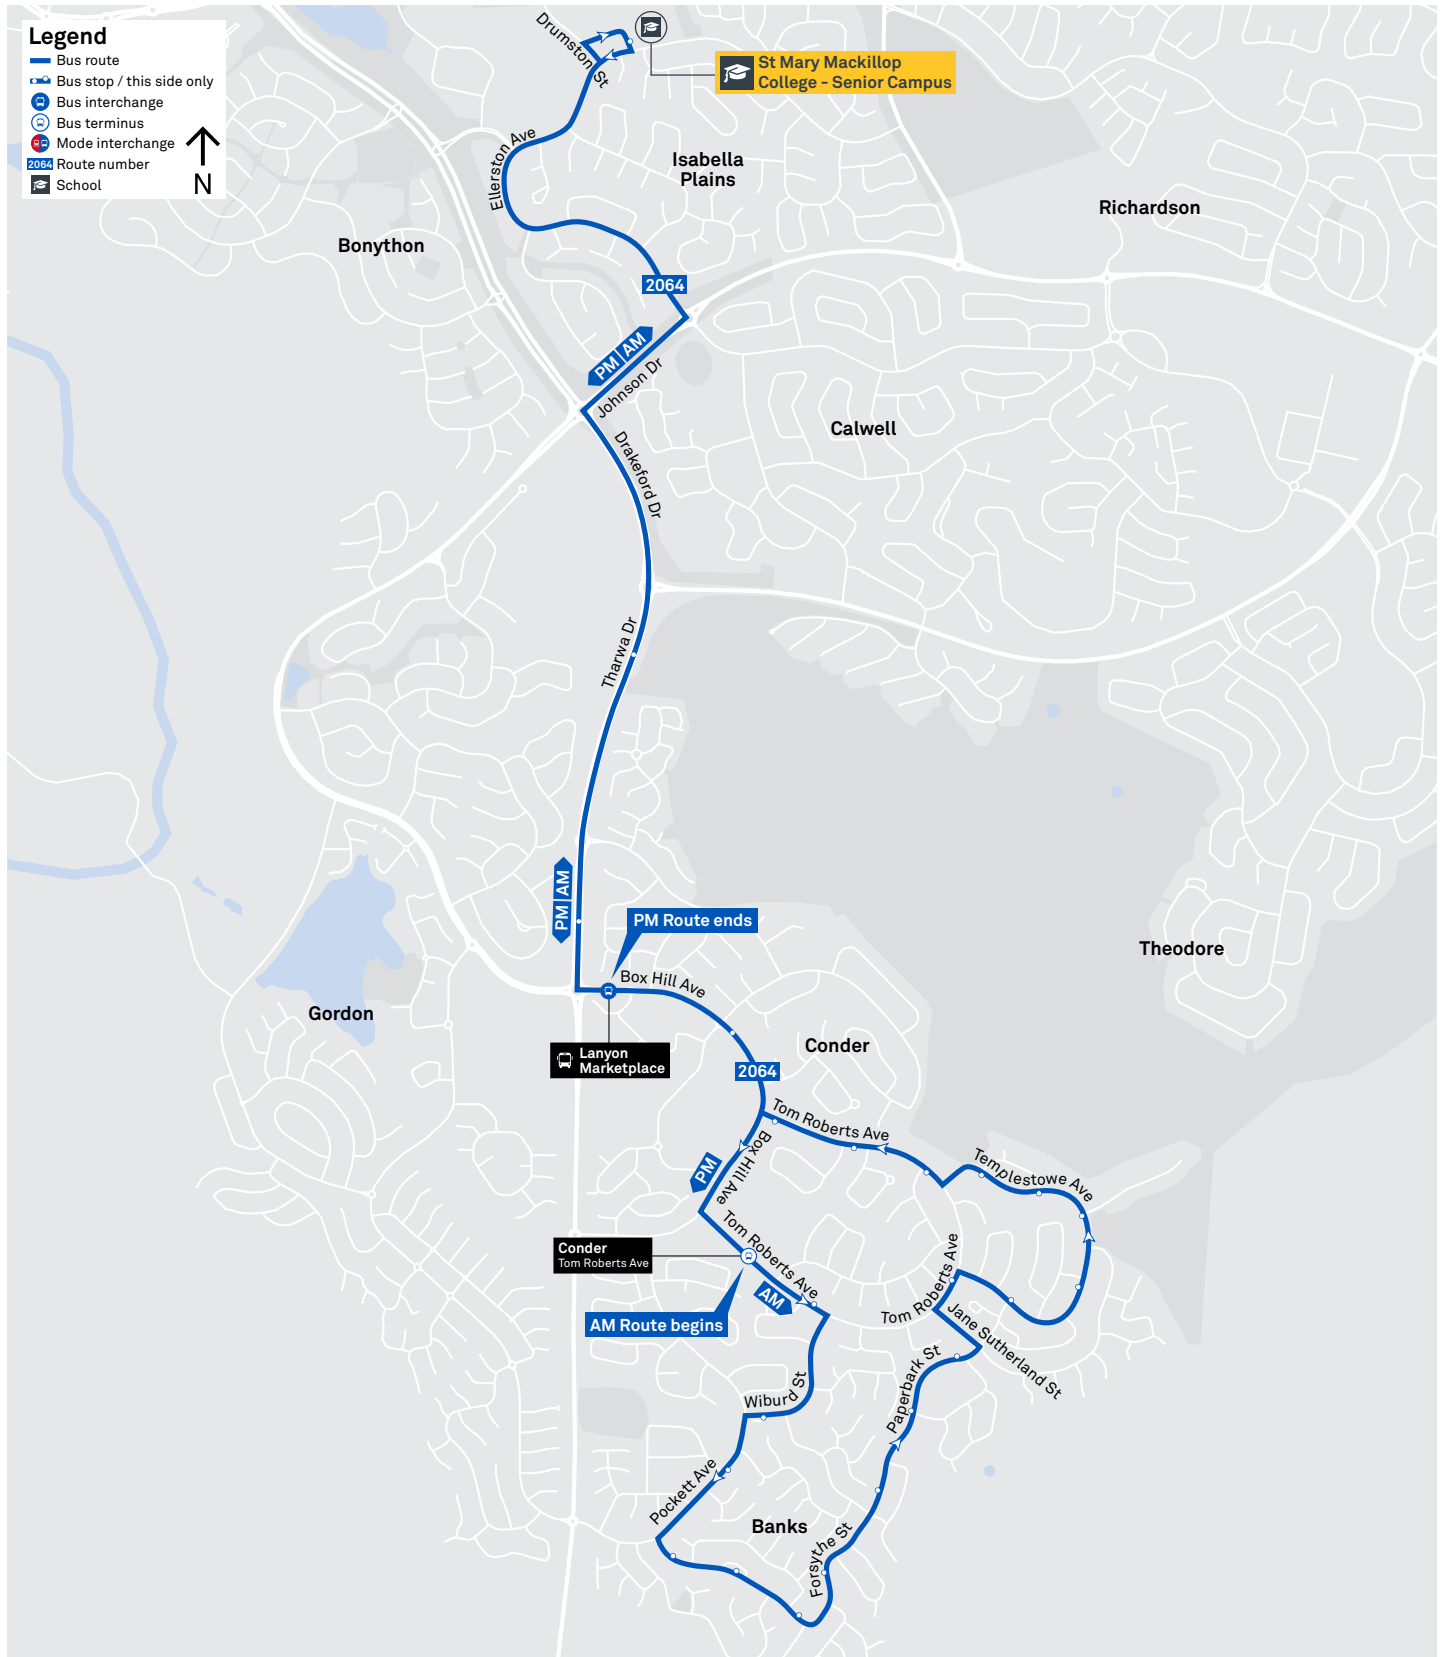 Legend
Bus route
Bus stop / this side only
Bus interchange
Bus terminus
Mode interchange
2064 Route number
School
N
Drumston St
St Mary Mackillop
College - Senior Campus
Ellerston Ave
Isabella
Plains
Richardson
Bonython
2064
PM AM
Johnson Dr
Calwell
Drakeford Dr
Tharwa Dr
PM AM
PM Route ends
Theodore
Box Hill Ave
Gordon
Lanyon
Marketplace
Conder
2064
Tom Roberts Ave
Box Hill Ave
PM
Templestowe Ave
Tom Roberts Ave
Conder
Tom Roberts Ave
AM
AM Route begins
Tom Roberts Ave
Jane Sutherland St
Paperbark St
Wiburd St
Pockett Ave
Banks
Forsythe St